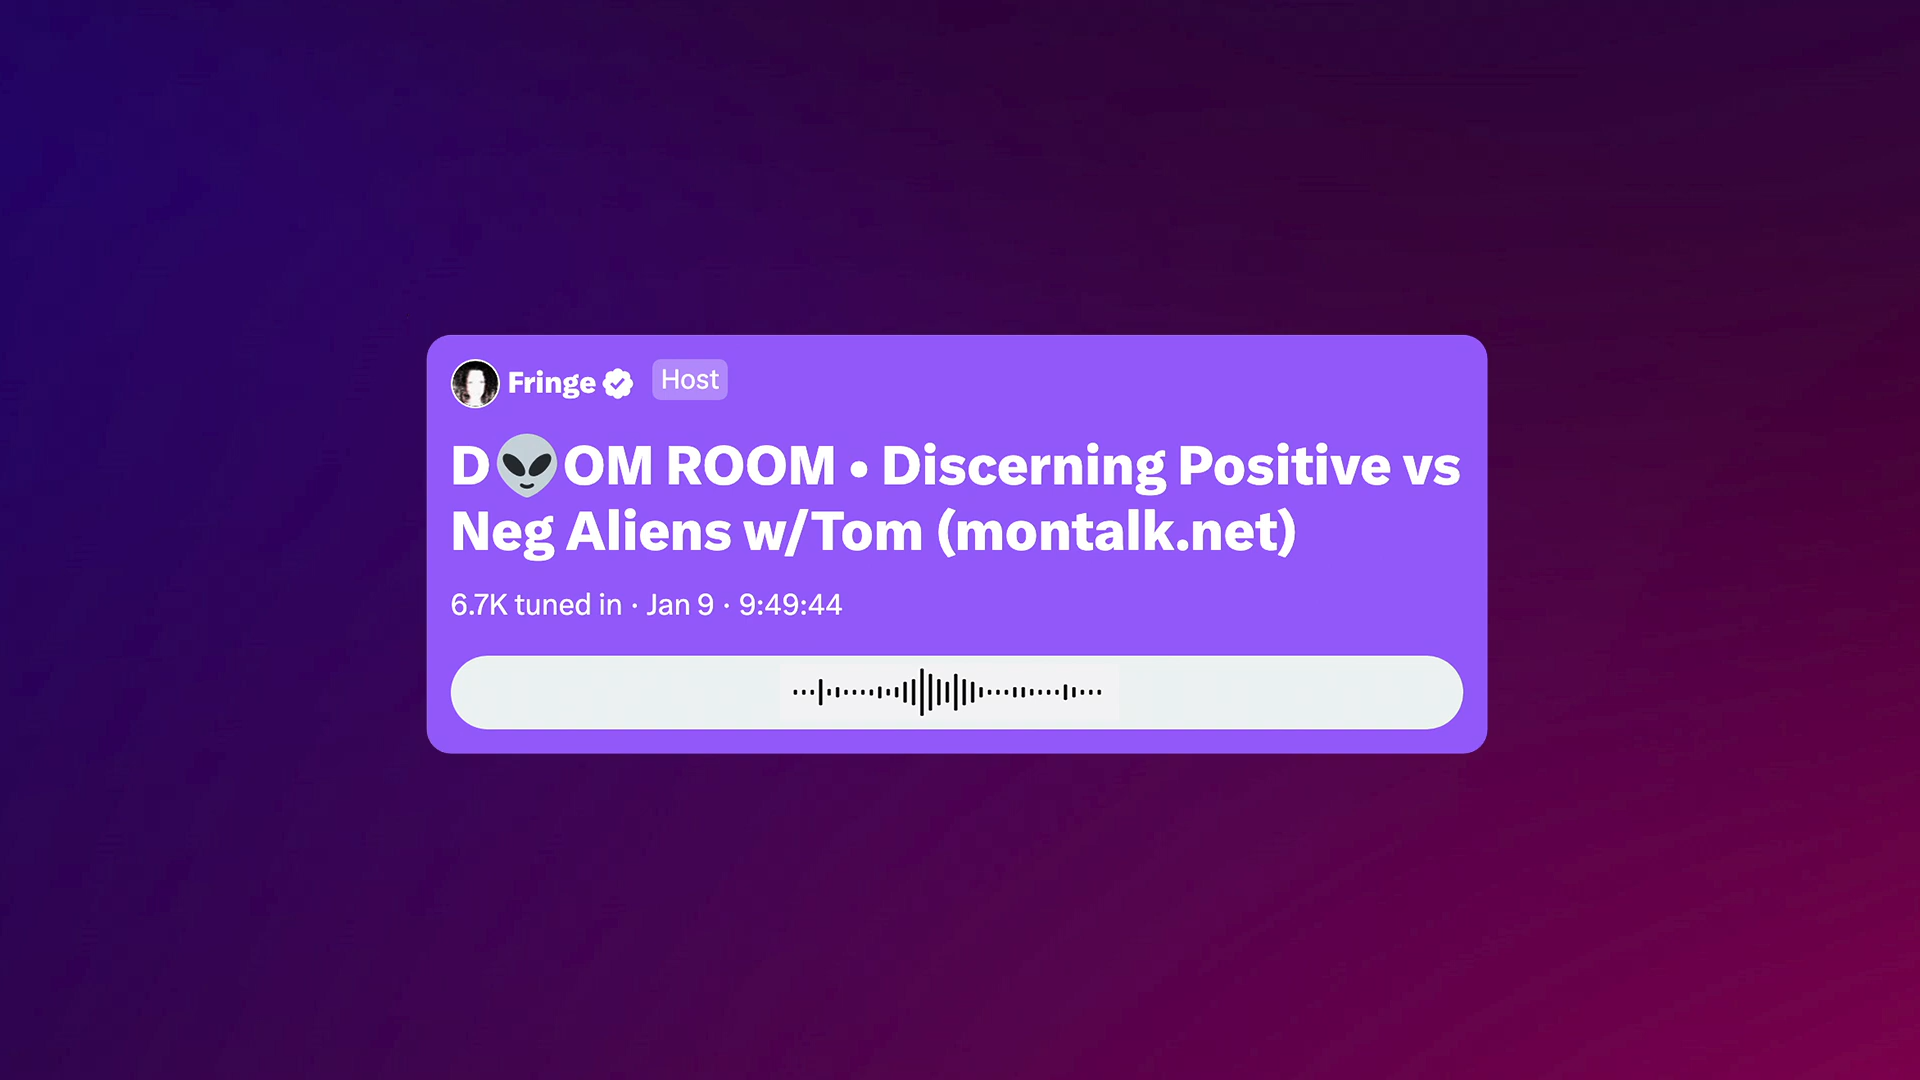 Fringe Host
D👽OM ROOM • Discerning Positive vs
Neg Aliens w/Tom (montalk.net)
6.7K tuned in · Jan 9 · 9:49:44